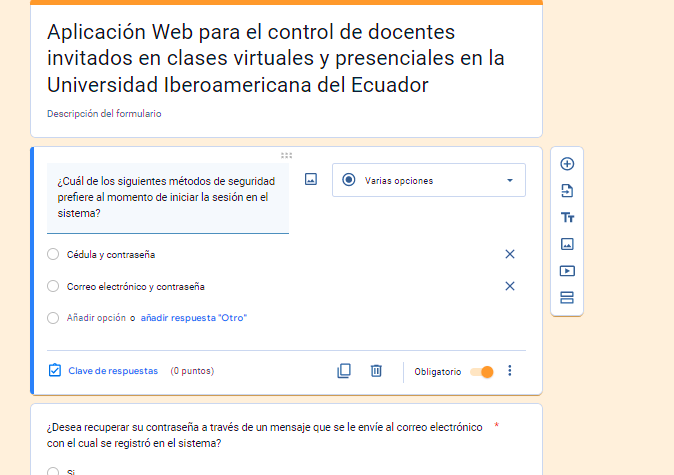 Aplicación Web para el control de docentes
invitados en clases virtuales y presenciales en la
Universidad Iberoamericana del Ecuador
Descripción del formulario
¿Cuál de los siguientes métodos de seguridad
prefiere al momento de iniciar la sesión en el
sistema?
Varias opciones
Cédula y contraseña
Correo electrónico y contraseña
Añadir opción o añadir respuesta "Otro"
Clave de respuestas (0 puntos)
Obligatorio
Tт
¿Desea recuperar su contraseña a través de un mensaje que se le envíe al correo electrónico *
con el cual se registró en el sistema?
Si